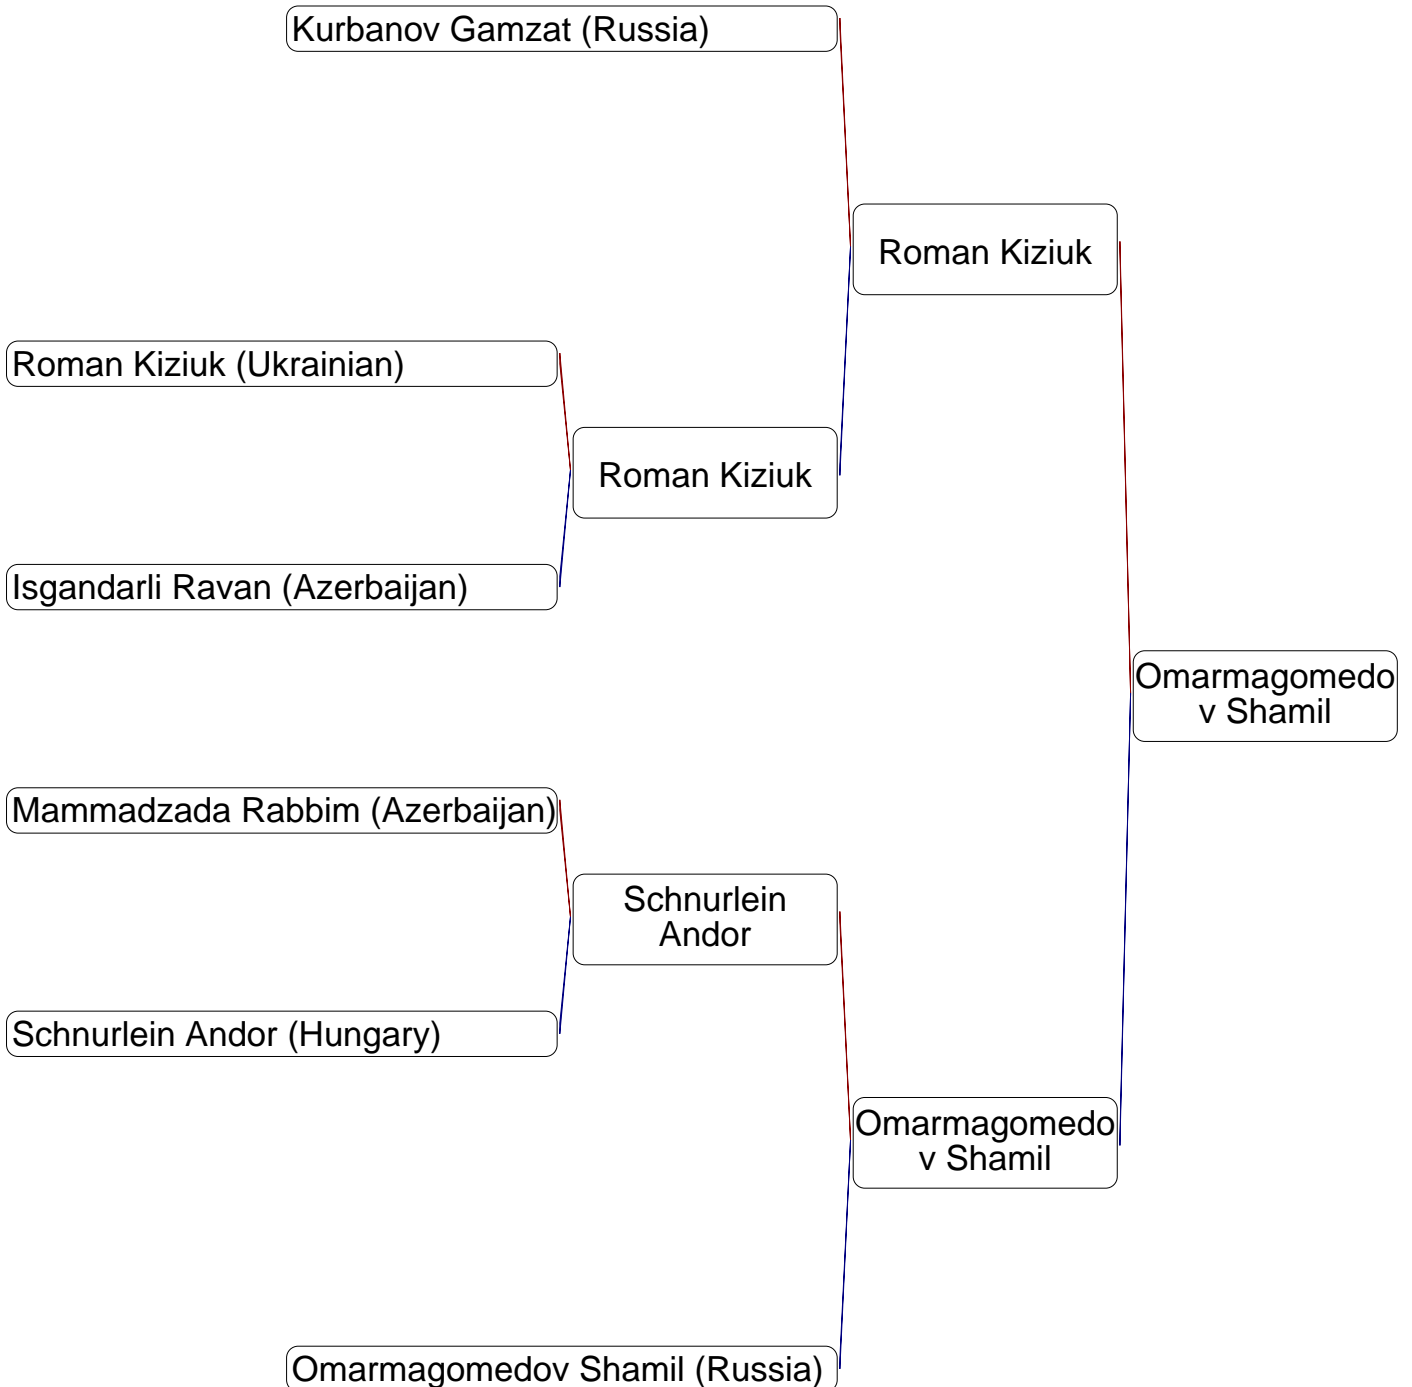 Kurbanov Gamzat (Russia)
Roman Kiziuk
Roman Kiziuk (Ukrainian)
Roman Kiziuk
Isgandarli Ravan (Azerbaijan)
Omarmagomedo
v Shamil
Mammadzada Rabbim (Azerbaijan)
Schnurlein
Andor
Schnurlein Andor (Hungary)
Omarmagomedo
v Shamil
Omarmagomedov Shamil (Russia)